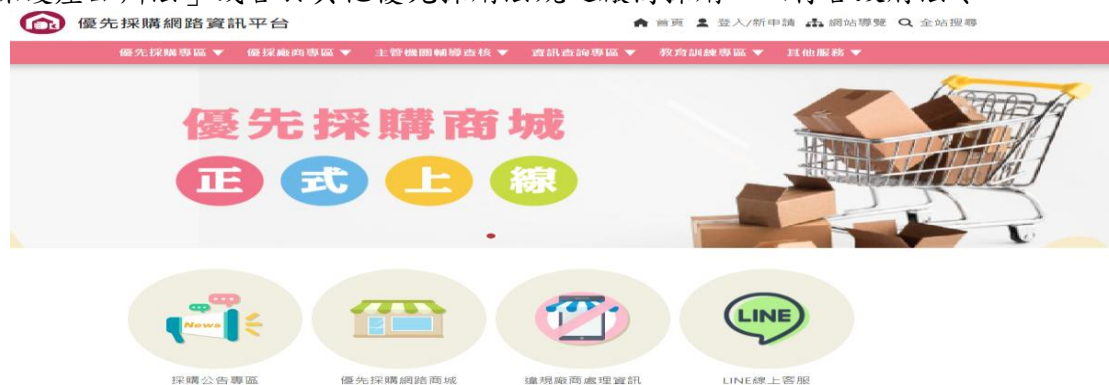 優先採購網路資訊平台 首頁 登入/新申請 網站導覽 全站搜尋
優先採購專區 優採廠商專區 主管機關輔導查核 資訊查詢專區 教育訓練專區 其他服務
優先採購商城
正式上線
News
LINE
採購公告專區 優先採購網路商城 違規廠商處理資訊 LINE線上客服